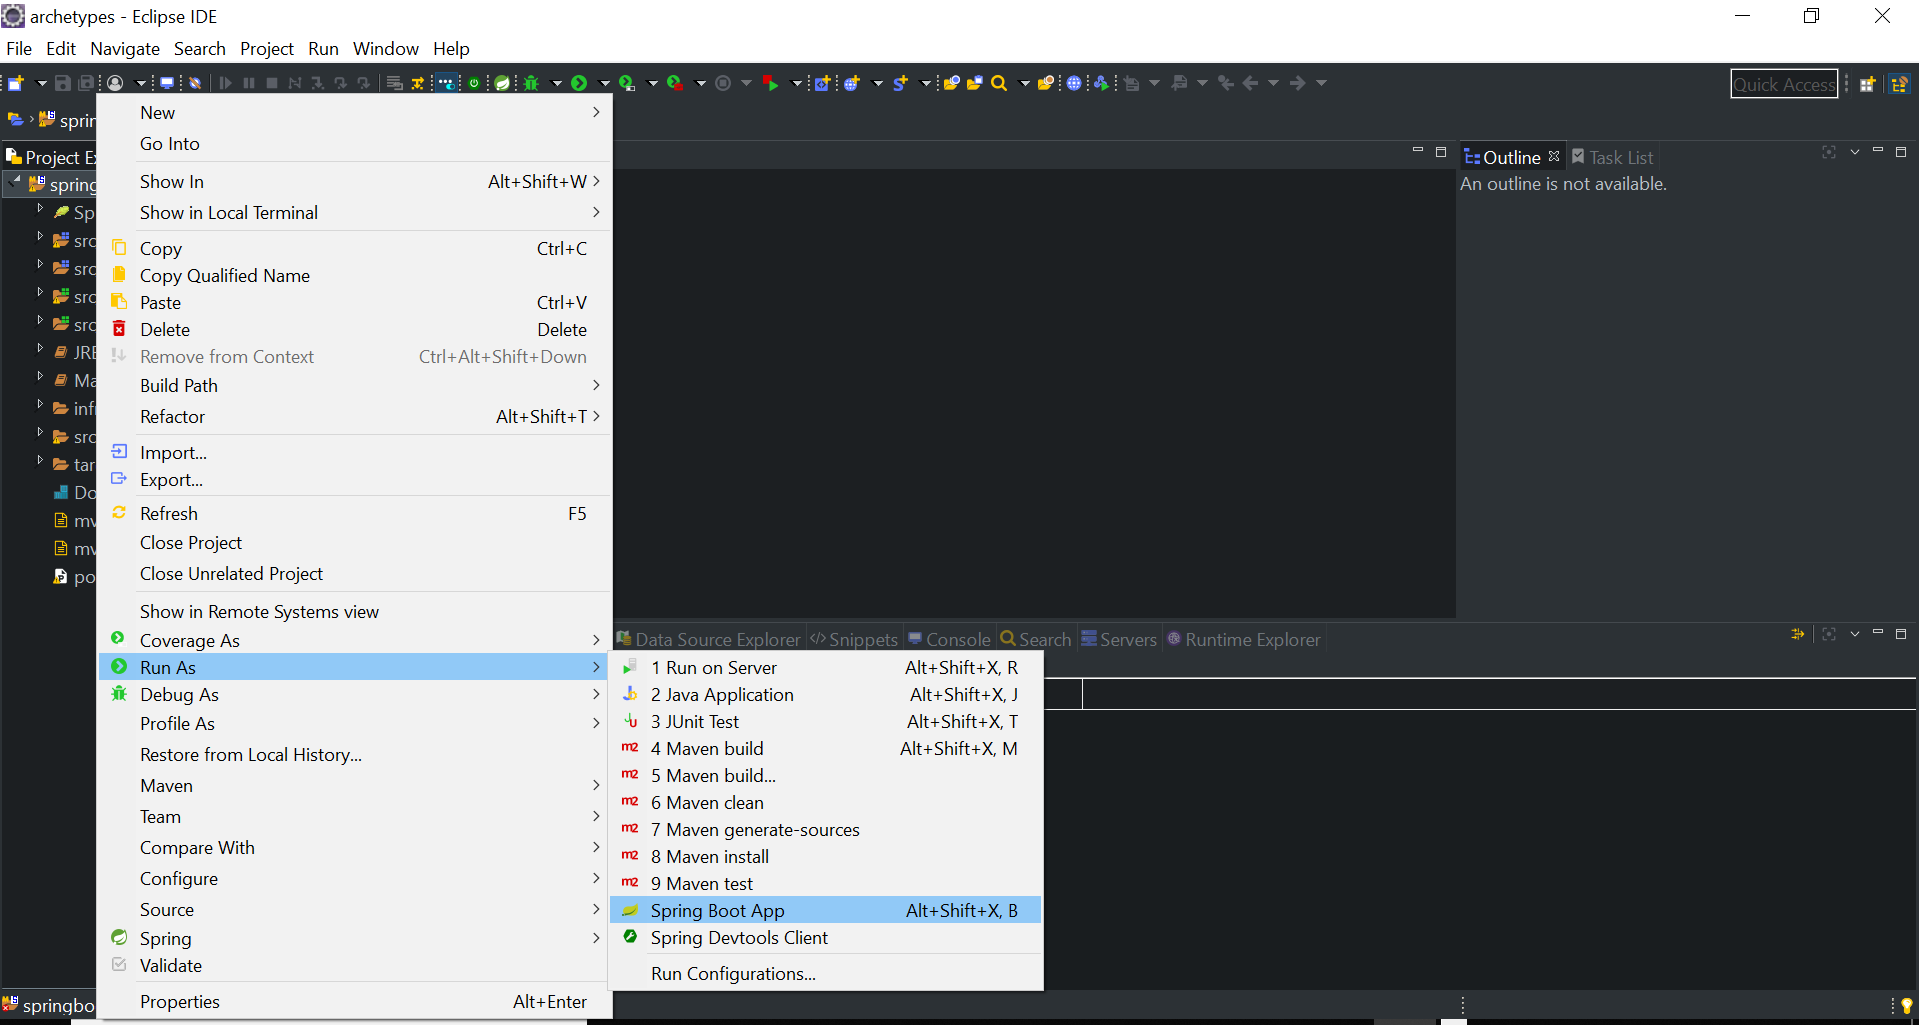 archetypes - Eclipse IDE
File Edit Navigate Search Project Run Window Help
Quick Access
sprin
Project Ex
Outline
Task List
An outline is not available.
spring
Sp
src
src
src
src
JRE
Ma
infr
src
tar
Do
mv
mv
po
New
Go Into
Show In Alt+Shift+W
Show in Local Terminal
Copy Ctrl+C
Copy Qualified Name
Paste Ctrl+V
Delete Delete
Remove from Context Ctrl+Alt+Shift+Down
Build Path
Refactor Alt+Shift+T
Import...
Export...
Refresh F5
Close Project
Close Unrelated Project
Show in Remote Systems view
Coverage As
Run As
Debug As
Profile As
Restore from Local History...
Maven
Team
Compare With
Configure
Source
Spring
Validate
Properties Alt+Enter
Data Source Explorer Snippets Console Search Servers Runtime Explorer
1 Run on Server Alt+Shift+X, R
2 Java Application Alt+Shift+X, J
3 JUnit Test Alt+Shift+X, T
4 Maven build Alt+Shift+X, M
5 Maven build...
6 Maven clean
7 Maven generate-sources
8 Maven install
9 Maven test
Spring Boot App Alt+Shift+X, B
Spring Devtools Client
Run Configurations...
springbo